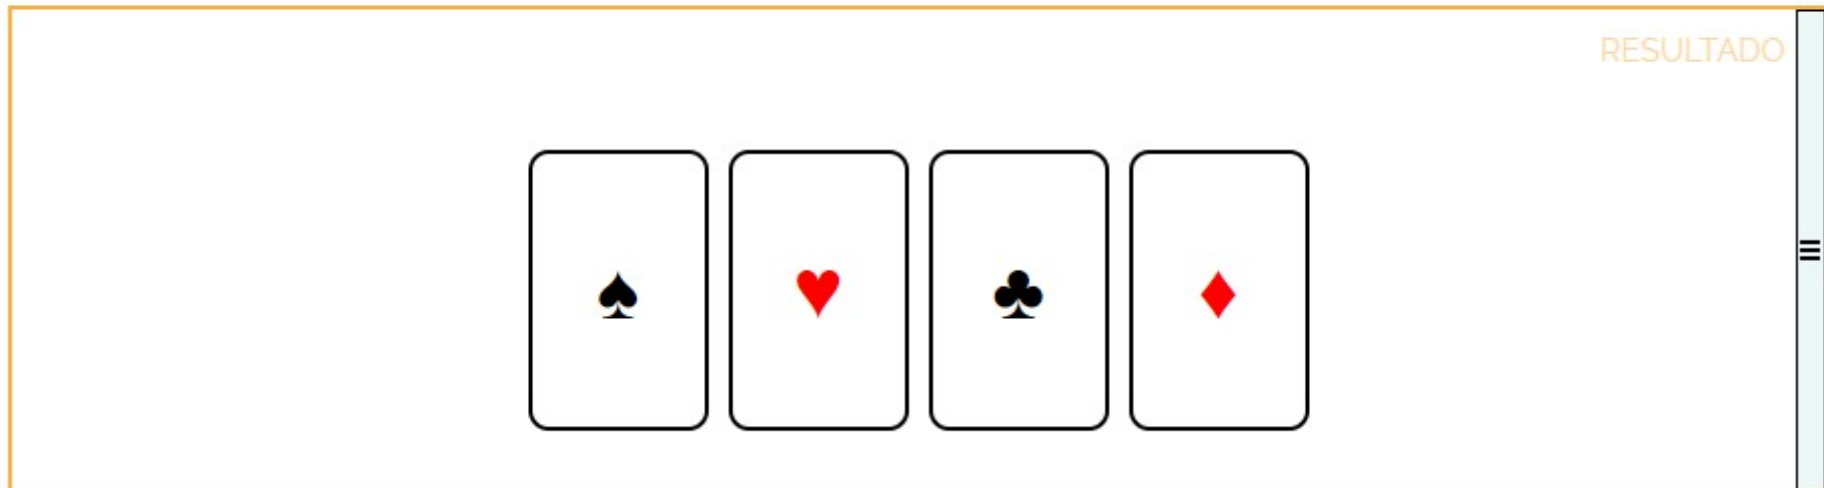 RESULTADO
♠ ♥ ♣ ♦